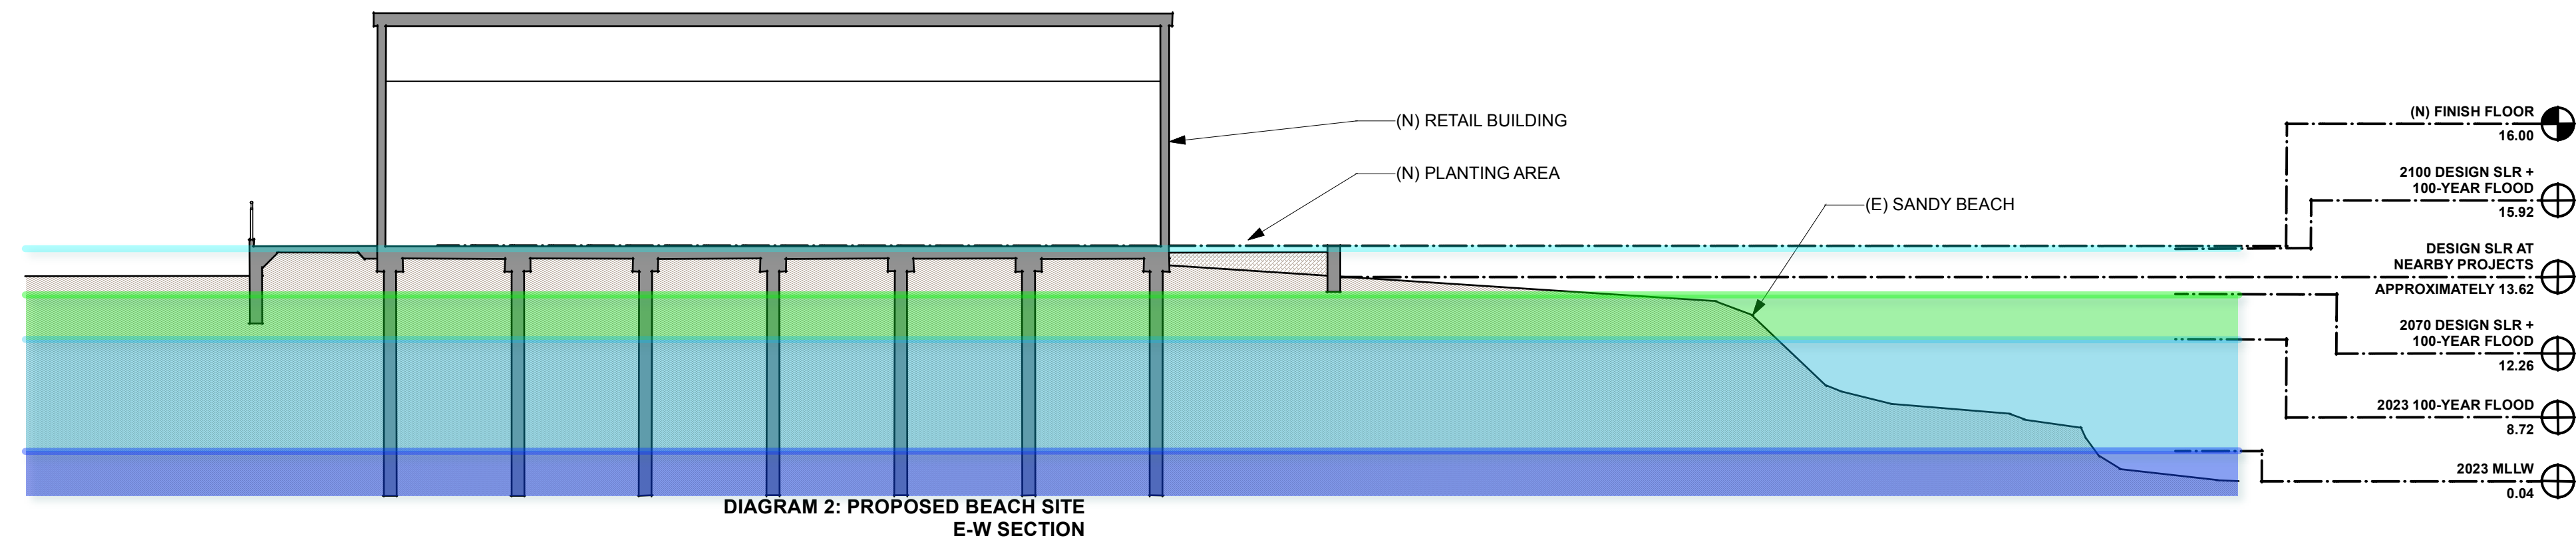 (N) RETAIL BUILDING
(N) PLANTING AREA
(E) SANDY BEACH
(N) FINISH FLOOR
16.00
2100 DESIGN SLR +
100-YEAR FLOOD
15.92
DESIGN SLR AT
NEARBY PROJECTS
APPROXIMATELY 13.62
2070 DESIGN SLR +
100-YEAR FLOOD
12.26
2023 100-YEAR FLOOD
8.72
2023 MLLW
0.04
DIAGRAM 2: PROPOSED BEACH SITE
E-W SECTION